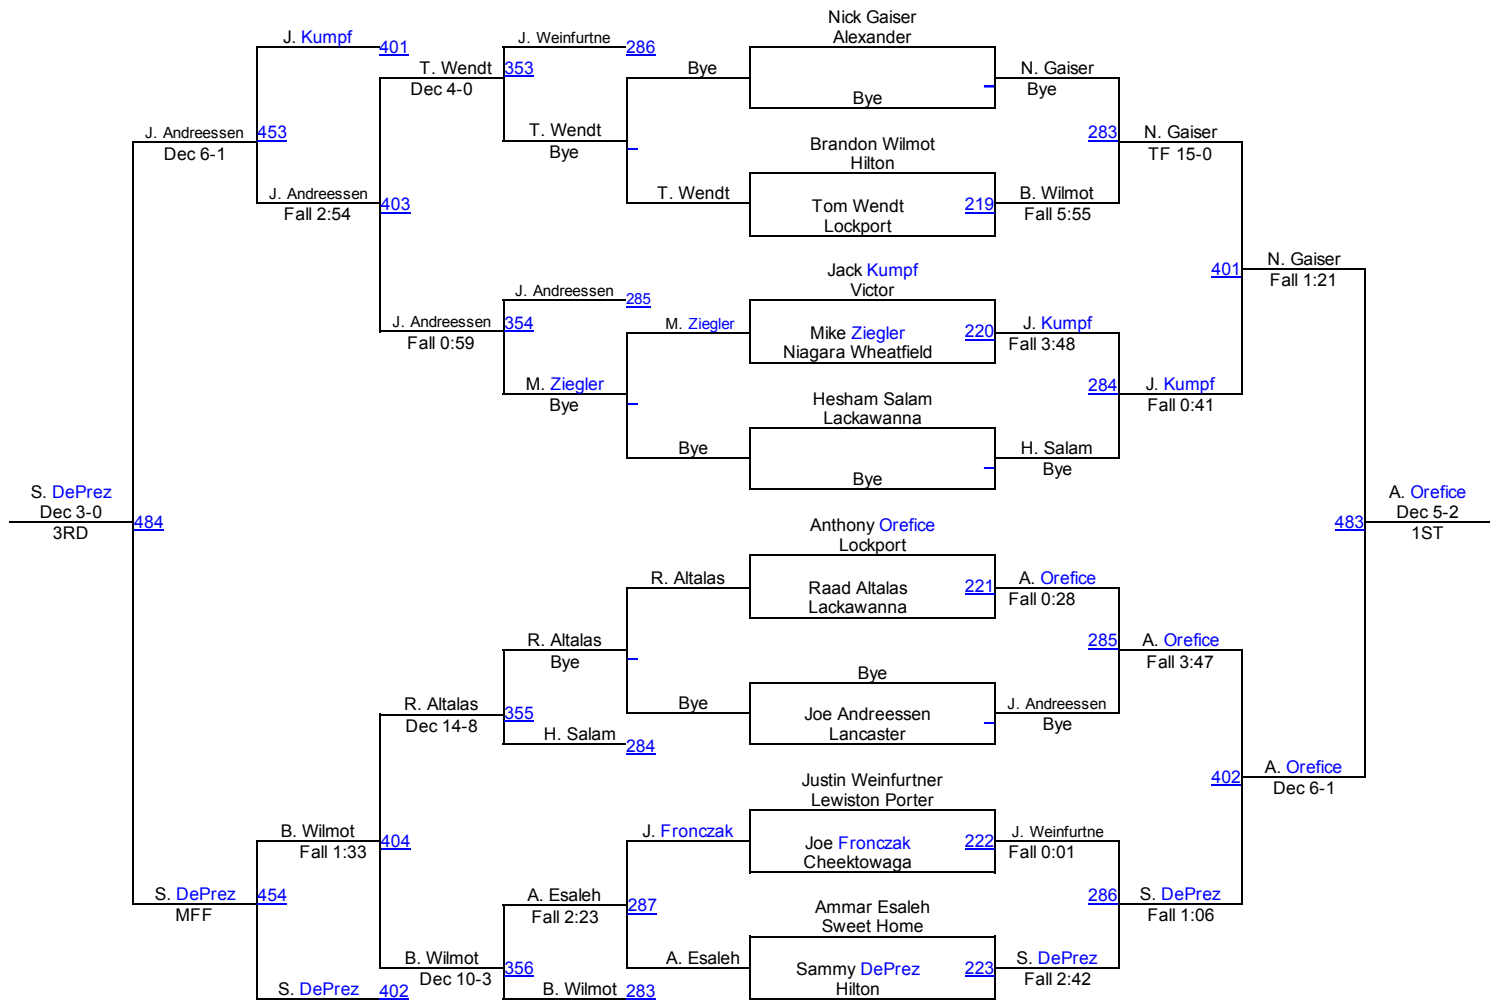 Nick Gaiser
Alexander
J. Kumpf
401
J. Weinfurtne
286
T. Wendt
353
Dec 4-0
Bye
N. Gaiser
Bye
Bye
J. Andreessen
453
Dec 6-1
T. Wendt
Bye
283
N. Gaiser
TF 15-0
Brandon Wilmot
Hilton
J. Andreessen
403
Fall 2:54
T. Wendt
Tom Wendt
Lockport
219
B. Wilmot
Fall 5:55
Jack Kumpf
Victor
401
N. Gaiser
Fall 1:21
J. Andreessen
285
J. Andreessen
354
Fall 0:59
M. Ziegler
Mike Ziegler
Niagara Wheatfield
220
J. Kumpf
Fall 3:48
M. Ziegler
Bye
284
J. Kumpf
Fall 0:41
Hesham Salam
Lackawanna
Bye
Bye
H. Salam
Bye
S. DePrez
Dec 3-0
3RD
484
483
A. Orefice
Dec 5-2
1ST
Anthony Orefice
Lockport
R. Altalas
Raad Altalas
Lackawanna
221
A. Orefice
Fall 0:28
R. Altalas
Bye
285
A. Orefice
Fall 3:47
Bye
R. Altalas
355
Dec 14-8
Bye
Joe Andreessen
Lancaster
J. Andreessen
Bye
H. Salam
284
Justin Weinfurtner
Lewiston Porter
402
A. Orefice
Dec 6-1
B. Wilmot
404
Fall 1:33
J. Fronczak
Joe Fronczak
Cheektowaga
222
J. Weinfurtne
Fall 0:01
S. DePrez
454
MFF
A. Esaleh
287
Fall 2:23
Ammar Esaleh
Sweet Home
286
S. DePrez
Fall 1:06
B. Wilmot
356
Dec 10-3
A. Esaleh
Sammy DePrez
Hilton
223
S. DePrez
Fall 2:42
S. DePrez
402
B. Wilmot
283